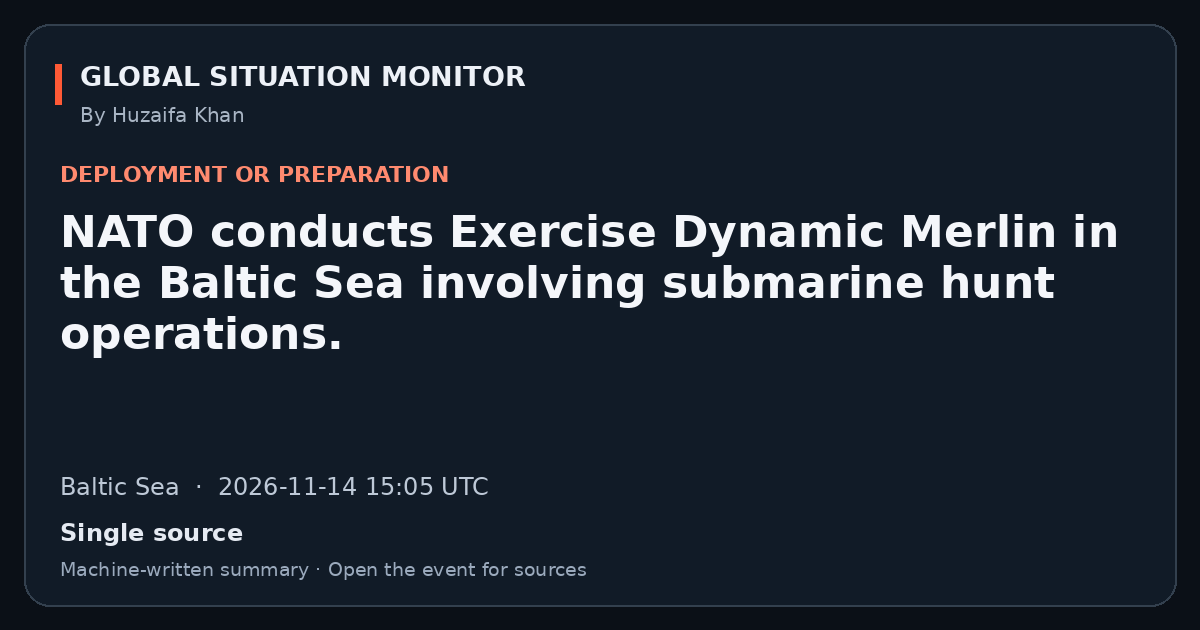 GLOBAL SITUATION MONITOR
By Huzaifa Khan
DEPLOYMENT OR PREPARATION
NATO conducts Exercise Dynamic Merlin in
the Baltic Sea involving submarine hunt
operations.
Baltic Sea · 2026-11-14 15:05 UTC
Single source
Machine-written summary · Open the event for sources